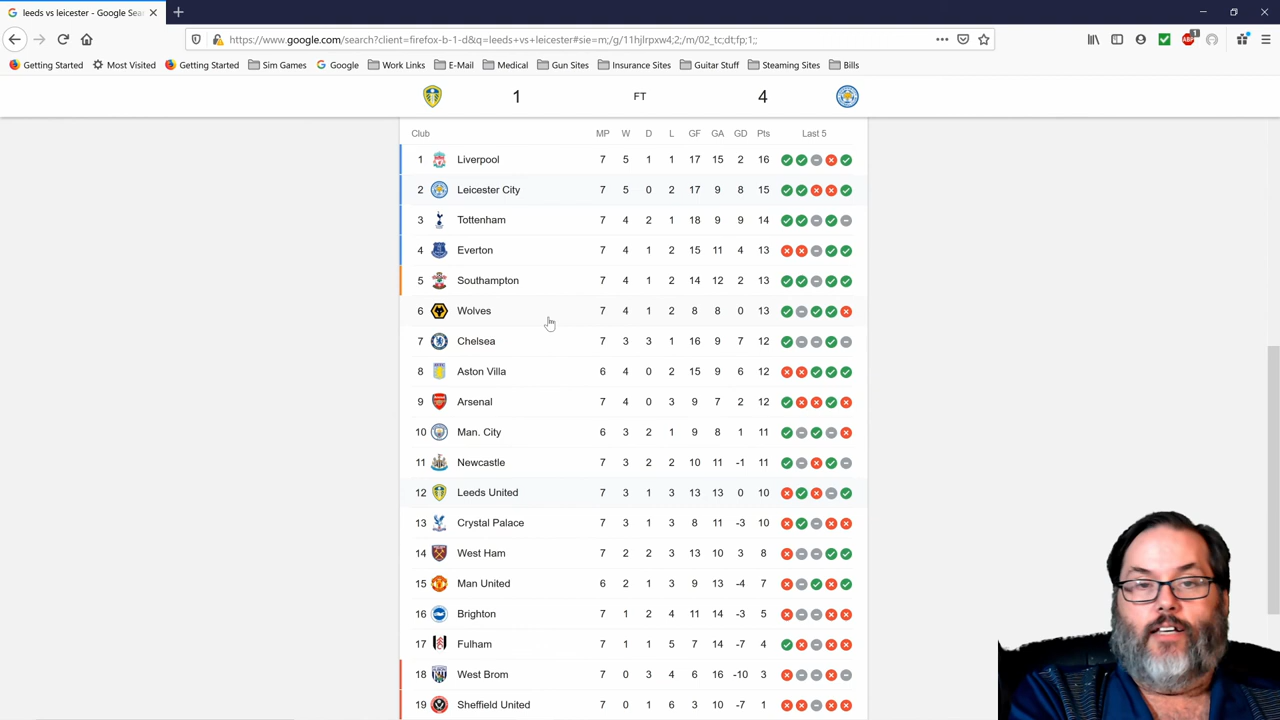 leeds vs leicester - Google Sea
https://www.google.com/search?client=firefox-b-1-d&q=leeds+vs+leicester#sie=m;/g/11hjlrpxw4;2;/m/02_tc;dt;fp;1;;
1
Getting Started Most Visited Getting Started Sim Games Google Work Links E-Mail Medical Gun Sites Insurance Sites Guitar Stuff Steaming Sites Bills
1 FT 4
Club MP W D L GF GA GD Pts Last 5
1 Liverpool 7 5 1 1 17 15 2 16
2 Leicester City 7 5 0 2 17 9 8 15
3 Tottenham 7 4 2 1 18 9 9 14
4 Everton 7 4 1 2 15 11 4 13
5 Southampton 7 4 1 2 14 12 2 13
6 Wolves 7 4 1 2 8 8 0 13
7 Chelsea 7 3 3 1 16 9 7 12
8 Aston Villa 6 4 0 2 15 9 6 12
9 Arsenal 7 4 0 3 9 7 2 12
10 Man. City 6 3 2 1 9 8 1 11
11 Newcastle 7 3 2 2 10 11 -1 11
12 Leeds United 7 3 1 3 13 13 0 10
13 Crystal Palace 7 3 1 3 8 11 -3 10
14 West Ham 7 2 2 3 13 10 3 8
15 Man United 6 2 1 3 9 13 -4 7
16 Brighton 7 1 2 4 11 14 -3 5
17 Fulham 7 1 1 5 7 14 -7 4
18 West Brom 7 0 3 4 6 16 -10 3
19 Sheffield United 7 0 1 6 3 10 -7 1